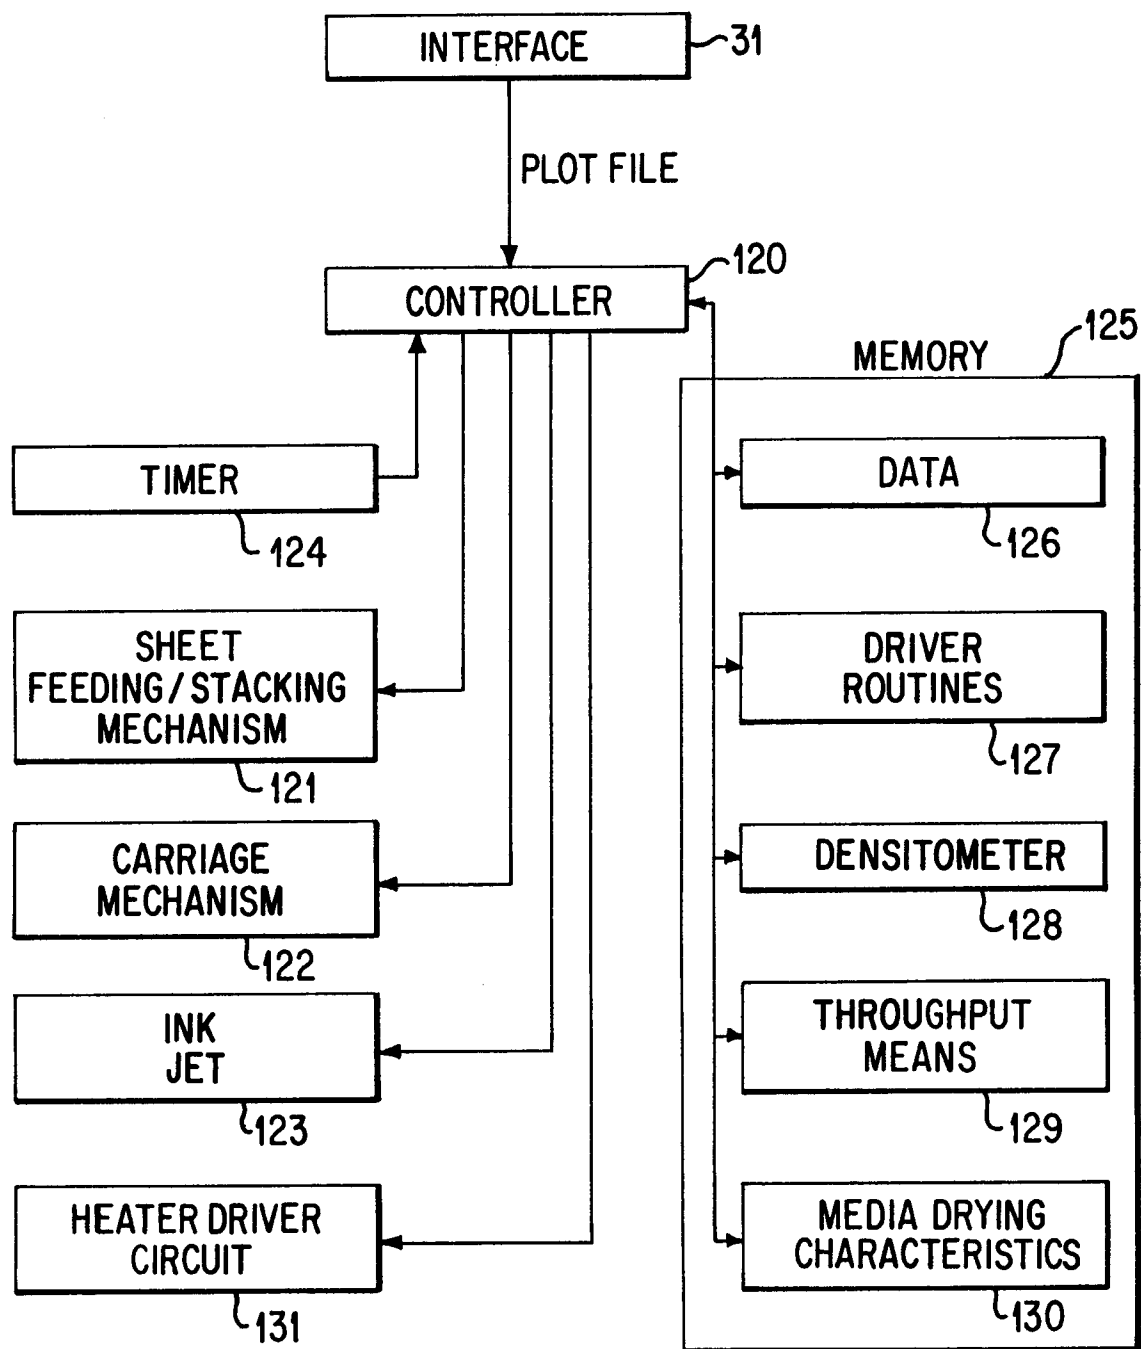 INTERFACE
31
PLOT FILE
CONTROLLER
120
MEMORY
125
TIMER
124
SHEET
FEEDING/STACKING
MECHANISM
121
CARRIAGE
MECHANISM
122
INK
JET
123
HEATER DRIVER
CIRCUIT
131
DATA
126
DRIVER
ROUTINES
127
DENSITOMETER
128
THROUGHPUT
MEANS
129
MEDIA DRYING
CHARACTERISTICS
130